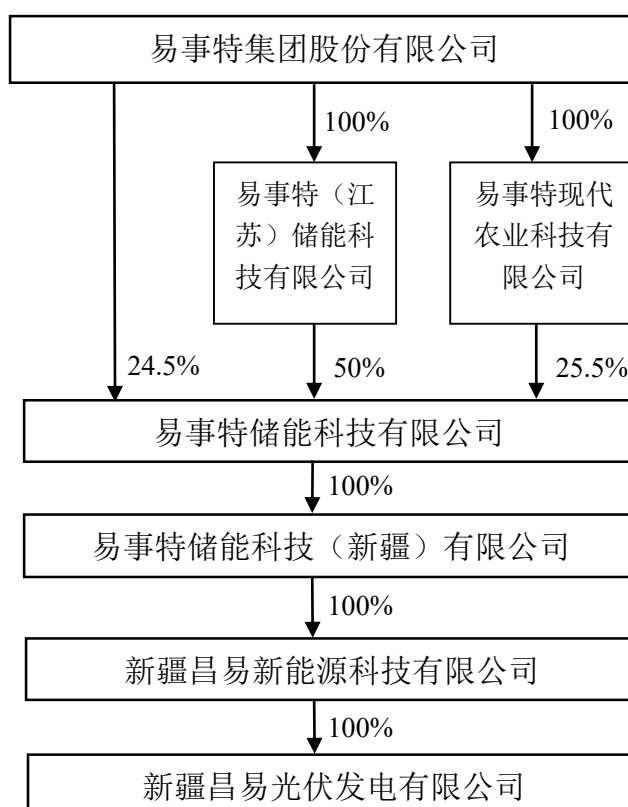 易事特集团股份有限公司
100%
100%
易事特（江
苏）储能科
技有限公司
易事特现代
农业科技有
限公司
24.5%
50%
25.5%
易事特储能科技有限公司
100%
易事特储能科技（新疆）有限公司
100%
新疆昌易新能源科技有限公司
100%
新疆昌易光伏发电有限公司